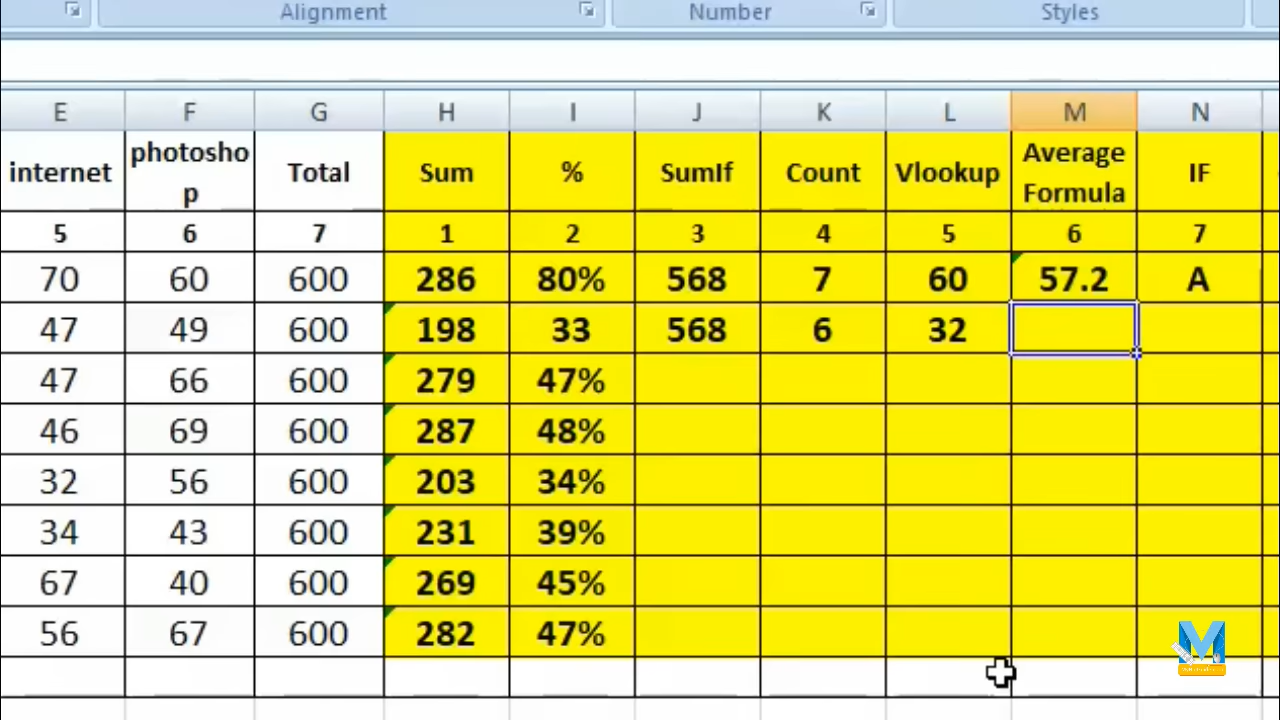 Alignment Number Styles
E F G H I J K L M N
internet photosho Total Sum % SumIf Count Vlookup Average IF
p Formula
5 6 7 1 2 3 4 5 6 7
70 60 600 286 80% 568 7 60 57.2 A
47 49 600 198 33 568 6 32
47 66 600 279 47%
46 69 600 287 48%
32 56 600 203 34%
34 43 600 231 39%
67 40 600 269 45%
56 67 600 282 47%
M